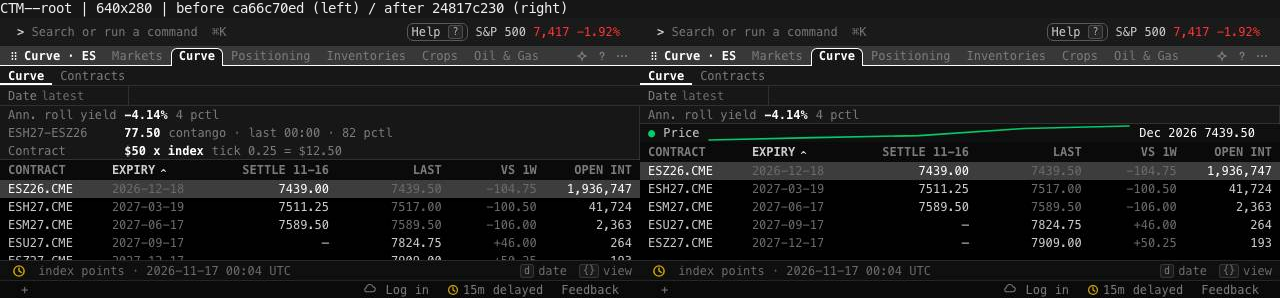 CTM--root | 640x280 | before ca66c70ed (left) / after 24817c230 (right)
> Search or run a command ⌘K Help ? S&P 500 7,417 -1.92%
⠿ Curve · ES Markets Curve Positioning Inventories Crops Oil & Gas ✧ ? ···
Curve Contracts
Date latest
Ann. roll yield -4.14% 4 pctl
ESH27-ESZ26 77.50 contango · last 00:00 · 82 pctl
Contract $50 x index tick 0.25 = $12.50
CONTRACT EXPIRY ^ SETTLE 11-16 LAST VS 1W OPEN INT
ESZ26.CME 2026-12-18 7439.00 7439.50 -104.75 1,936,747
ESH27.CME 2027-03-19 7511.25 7517.00 -100.50 41,724
ESM27.CME 2027-06-17 7589.50 7594.50 -106.00 2,363
ESU27.CME 2027-09-17 — 7824.75 +46.00 264
ESZ27.CME 2027-12-17 7909.00 +50.25 193
index points · 2026-11-17 00:04 UTC d date {} view
+ Log in 15m delayed Feedback
> Search or run a command ⌘K Help ? S&P 500 7,417 -1.92%
⠿ Curve · ES Markets Curve Positioning Inventories Crops Oil & Gas ✧ ? ···
Curve Contracts
Date latest
Ann. roll yield -4.14% 4 pctl
● Price Dec 2026 7439.50
CONTRACT EXPIRY ^ SETTLE 11-16 LAST VS 1W OPEN INT
ESZ26.CME 2026-12-18 7439.00 7439.50 -104.75 1,936,747
ESH27.CME 2027-03-19 7511.25 7517.00 -100.50 41,724
ESM27.CME 2027-06-17 7589.50 7594.50 -106.00 2,363
ESU27.CME 2027-09-17 — 7824.75 +46.00 264
ESZ27.CME 2027-12-17 — 7909.00 +50.25 193
index points · 2026-11-17 00:04 UTC d date {} view
+ Log in 15m delayed Feedback